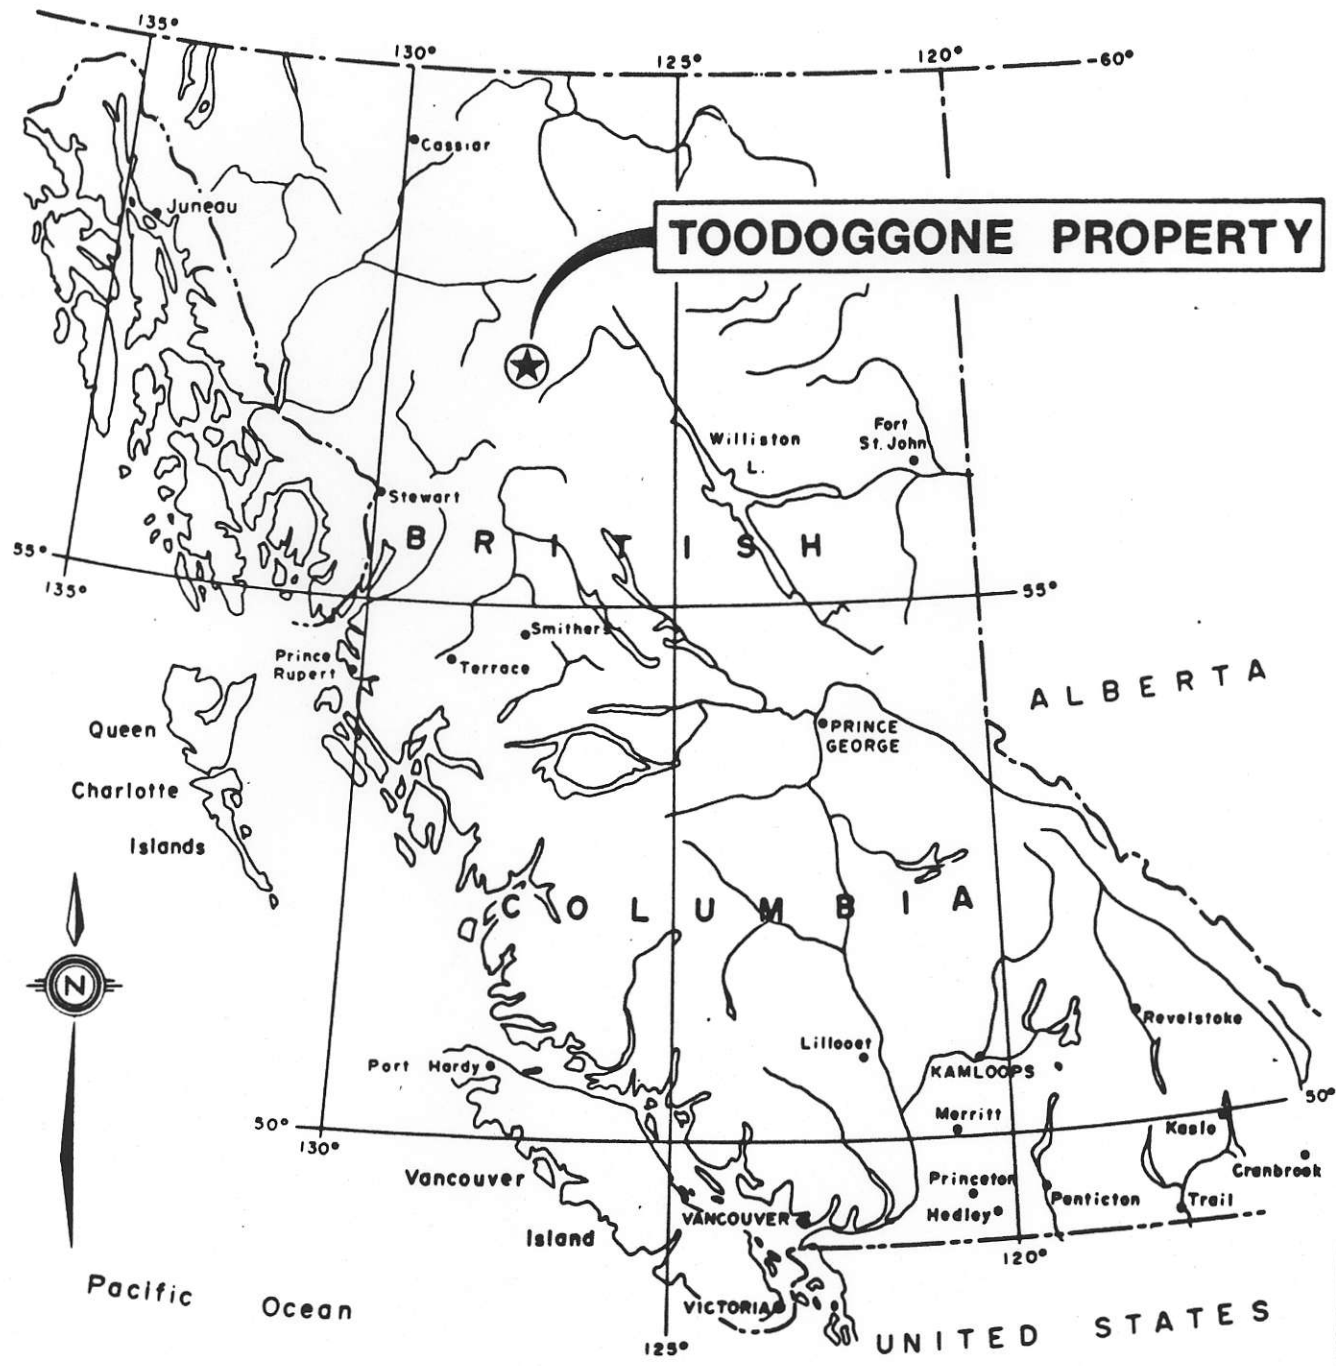 135°
130°
125°
120°
-60°
Cassiar
Juneau
TOODOGGONE PROPERTY
Williston
L.
Fort
St. John
Stewart
BRITISH
55°
135°
55°
Smithers
Prince
Rupert
Terrace
ALBERTA
Queen
Charlotte
Islands
PRINCE
GEORGE
COLUMBIA
N
Revelstoke
Lillooet
Port Hardy
KAMLOOPS
50°
Merritt
50°
130°
Kaslo
Cranbrook
Vancouver
Island
Princeton
Hedley
Penticton
Trail
VANCOUVER
120°
Pacific Ocean
VICTORIA
125°
UNITED STATES